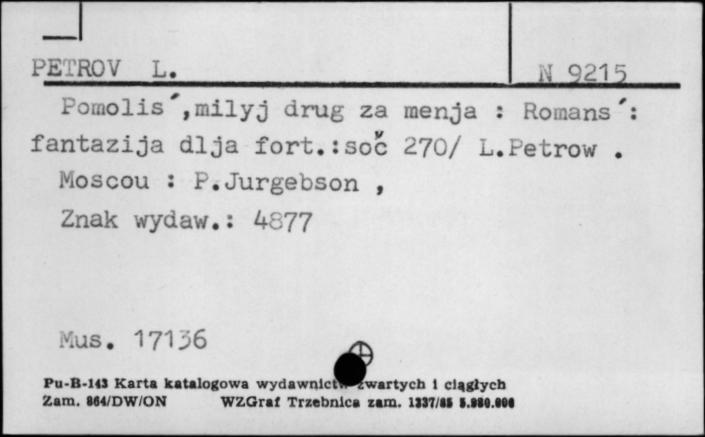 PETROV L.
N 9215
Pomolis´,milyj drug za menja : Romans´:
fantazija dlja fort.:soč 270/ L.Petrow .
Moscou : P.Jurgebson ,
Znak wydaw.: 4877
Mus. 17136
Pu-B-143 Karta katalogowa wydawnictw zwartych i ciągłych
Zam. 864/DW/ON WZGraf Trzebnica zam. 1337/85 5.980.000